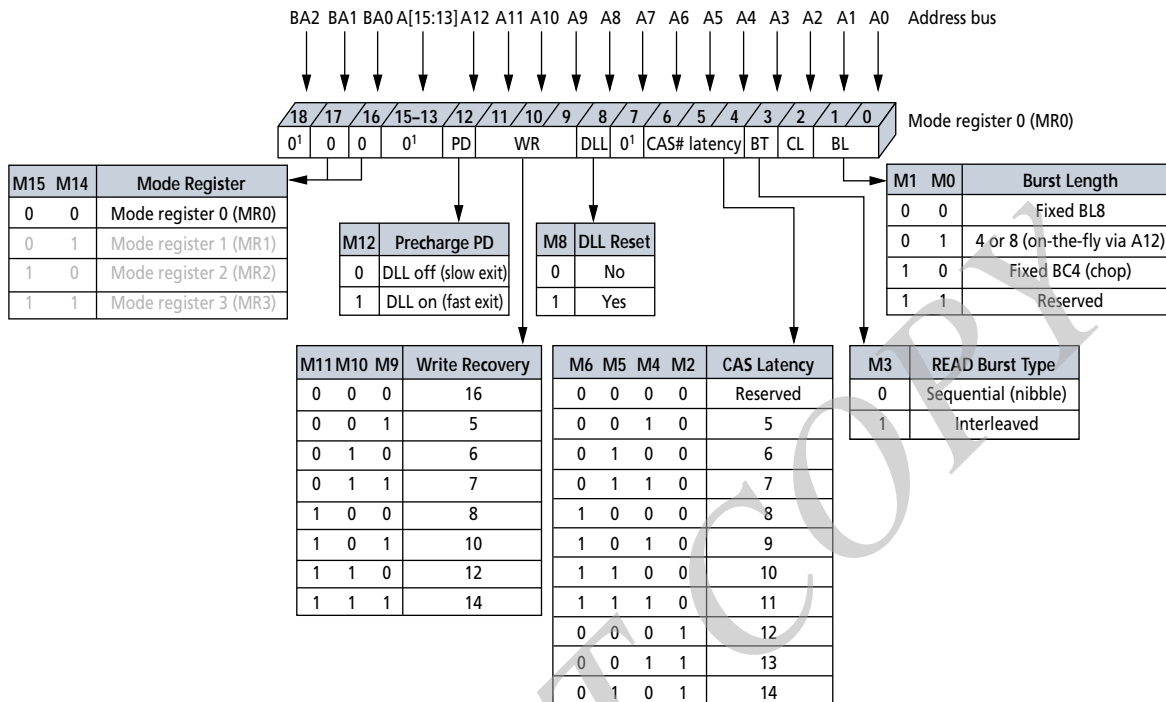 BA2 BA1 BA0 A[15:13] A12 A11 A10 A9 A8 A7 A6 A5 A4 A3 A2 A1 A0 Address bus
18 17 16 15–13 12 11 10 9 8 7 6 5 4 3 2 1 0
Mode register 0 (MR0)
0¹ 0 0 0¹ PD WR DLL 0¹ CAS# latency BT CL BL
M15 M14 Mode Register
0 0 Mode register 0 (MR0)
0 1 Mode register 1 (MR1)
1 0 Mode register 2 (MR2)
1 1 Mode register 3 (MR3)
M12 Precharge PD
0 DLL off (slow exit)
1 DLL on (fast exit)
M8 DLL Reset
0 No
1 Yes
M1 M0 Burst Length
0 0 Fixed BL8
0 1 4 or 8 (on-the-fly via A12)
1 0 Fixed BC4 (chop)
1 1 Reserved
M11 M10 M9 Write Recovery
0 0 0 16
0 0 1 5
0 1 0 6
0 1 1 7
1 0 0 8
1 0 1 10
1 1 0 12
1 1 1 14
M6 M5 M4 M2 CAS Latency
0 0 0 0 Reserved
0 0 1 0 5
0 1 0 0 6
0 1 1 0 7
1 0 0 0 8
1 0 1 0 9
1 1 0 0 10
1 1 1 0 11
0 0 0 1 12
0 0 1 1 13
0 1 0 1 14
M3 READ Burst Type
0 Sequential (nibble)
1 Interleaved
T COPY